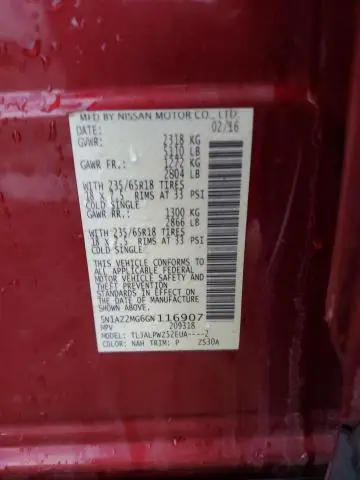 MFD BY NISSAN MOTOR CO., LTD.
DATE: 02/16
GVWR: 2318 KG
5110 LB
GAWR FR.: 1272 KG
2804 LB
WITH 235/65R18 TIRES
18 X 7.5 RIMS AT 33 PSI
COLD SINGLE
GAWR RR.: 1300 KG
2866 LB
WITH 235/65R18 TIRES
18 X 7.5 RIMS AT 33 PSI
COLD SINGLE
THIS VEHICLE CONFORMS TO ALL
APPLICABLE FEDERAL MOTOR
VEHICLE SAFETY AND
THEFT PREVENTION
STANDARDS IN EFFECT ON
THE DATE OF MANUFACTURE
SHOWN ABOVE.
5N1AZ2MG6GN116907
MPV 209318
MODEL: TLJALPWZ52EUA----2
COLOR: NAH TRIM: P ZS30A